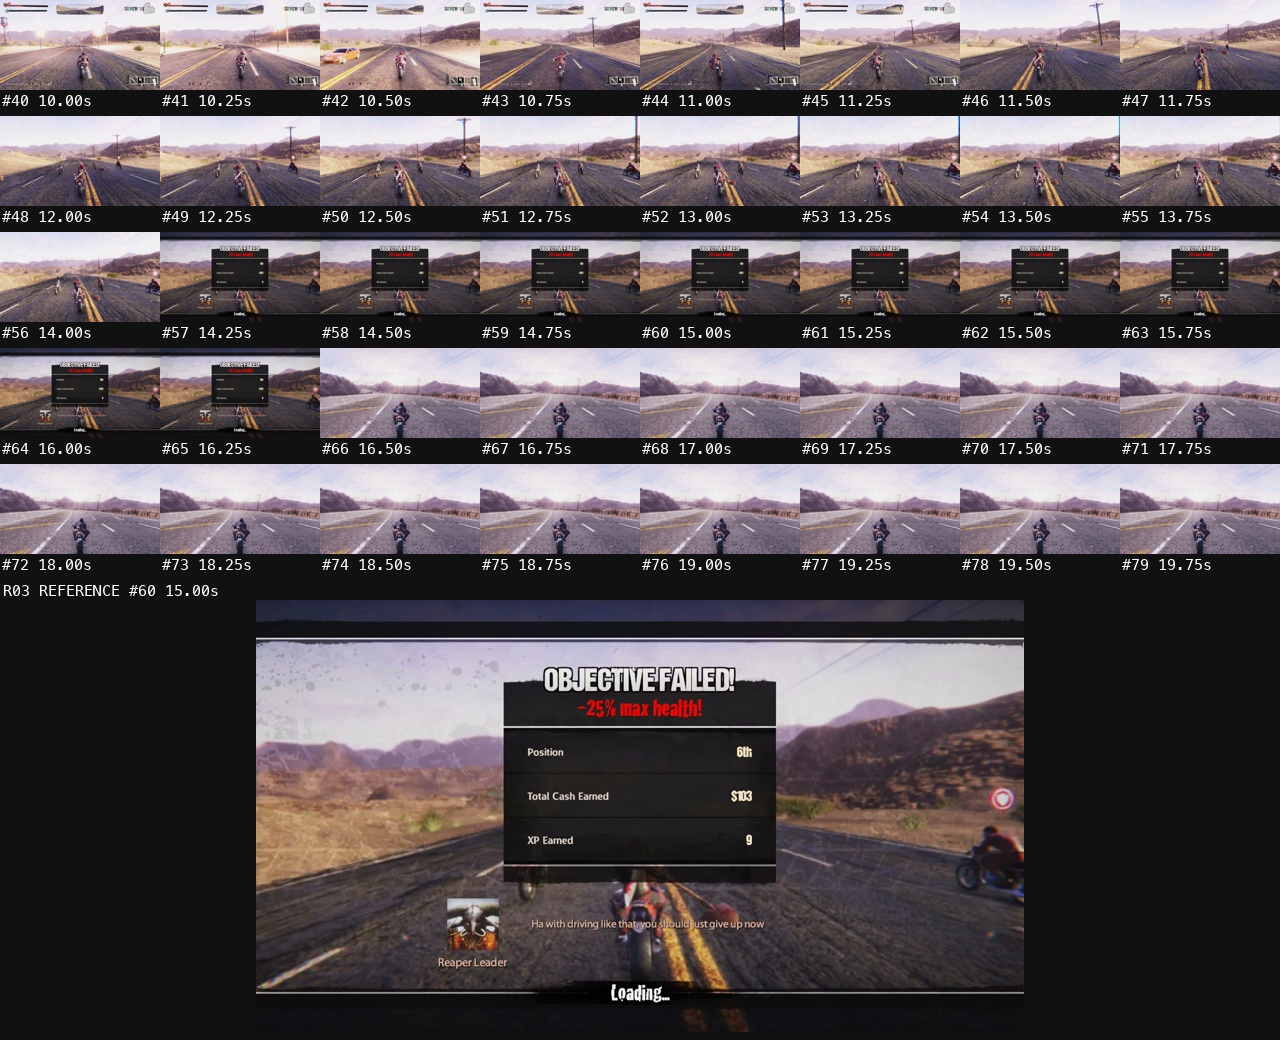 #40 10.00s #41 10.25s #42 10.50s #43 10.75s #44 11.00s #45 11.25s #46 11.50s #47 11.75s
#48 12.00s #49 12.25s #50 12.50s #51 12.75s #52 13.00s #53 13.25s #54 13.50s #55 13.75s
#56 14.00s #57 14.25s #58 14.50s #59 14.75s #60 15.00s #61 15.25s #62 15.50s #63 15.75s
#64 16.00s #65 16.25s #66 16.50s #67 16.75s #68 17.00s #69 17.25s #70 17.50s #71 17.75s
#72 18.00s #73 18.25s #74 18.50s #75 18.75s #76 19.00s #77 19.25s #78 19.50s #79 19.75s
R03 REFERENCE #60 15.00s
OBJECTIVE FAILED!
-25% max health!
Position 6th
Total Cash Earned $103
XP Earned 9
Ha with driving like that, you should just give up now
Reaper Leader
Loading...